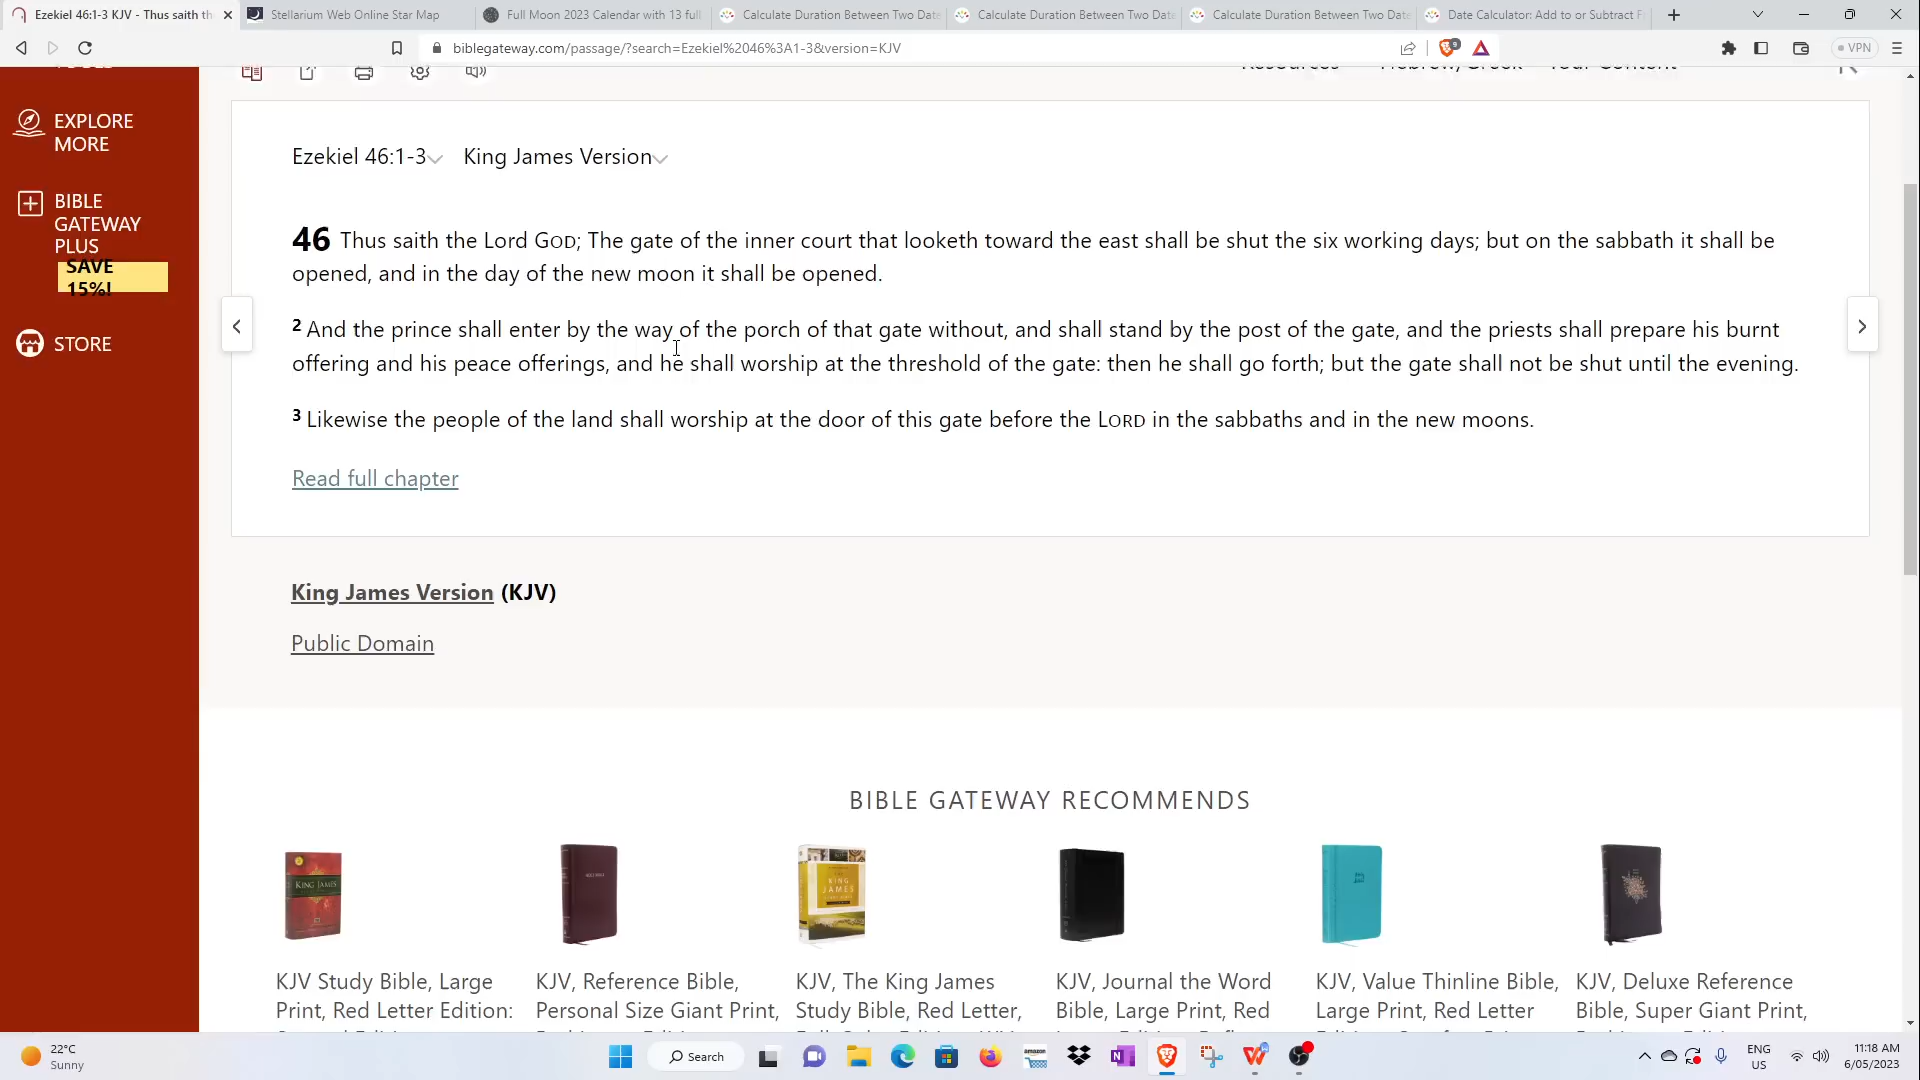 Ezekiel 46:1-3 KJV - Thus saith th
Stellarium Web Online Star Map
Full Moon 2023 Calendar with 13 full
Calculate Duration Between Two Date
Calculate Duration Between Two Date
Calculate Duration Between Two Date
Date Calculator: Add to or Subtract F
biblegateway.com/passage/?search=Ezekiel%2046%3A1-3&version=KJV
9
VPN
Resources
Hebrew/Greek
Your Content
EXPLORE
MORE
BIBLE
GATEWAY
PLUS
SAVE
15%!
STORE
Ezekiel 46:1-3
King James Version
46 Thus saith the Lord GOD; The gate of the inner court that looketh toward the east shall be shut the six working days; but on the sabbath it shall be
opened, and in the day of the new moon it shall be opened.
2 And the prince shall enter by the way of the porch of that gate without, and shall stand by the post of the gate, and the priests shall prepare his burnt
offering and his peace offerings, and he shall worship at the threshold of the gate: then he shall go forth; but the gate shall not be shut until the evening.
3 Likewise the people of the land shall worship at the door of this gate before the LORD in the sabbaths and in the new moons.
Read full chapter
King James Version (KJV)
Public Domain
BIBLE GATEWAY RECOMMENDS
KING JAMES
KING
JAMES
KJV Study Bible, Large
Print, Red Letter Edition:
KJV, Reference Bible,
Personal Size Giant Print,
KJV, The King James
Study Bible, Red Letter,
KJV, Journal the Word
Bible, Large Print, Red
KJV, Value Thinline Bible,
Large Print, Red Letter
KJV, Deluxe Reference
Bible, Super Giant Print,
22°C
Sunny
Search
amazon
ENG
US
11:18 AM
6/05/2023